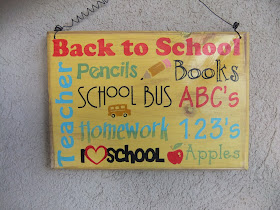 Back to School
Teacher
Pencils Books
SCHOOL BUS ABC's
Homework 123's
I school Apples